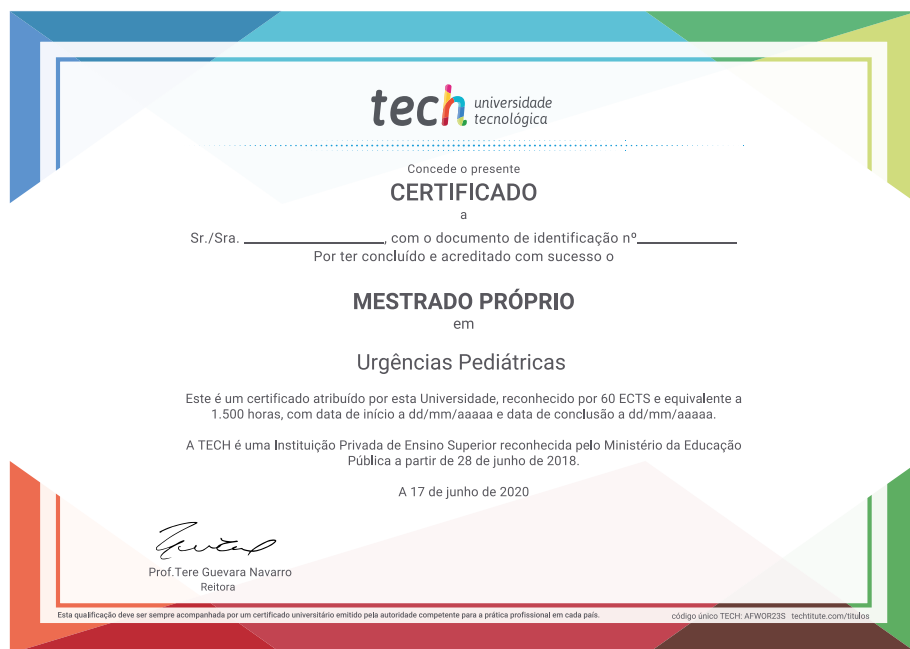 tech universidade
tecnológica
Concede o presente
CERTIFICADO
a
Sr./Sra. ________________, com o documento de identificação nº____________
Por ter concluído e acreditado com sucesso o
MESTRADO PRÓPRIO
em
Urgências Pediátricas
Este é um certificado atribuído por esta Universidade, reconhecido por 60 ECTS e equivalente a
1.500 horas, com data de início a dd/mm/aaaaa e data de conclusão a dd/mm/aaaaa.
A TECH é uma Instituição Privada de Ensino Superior reconhecida pelo Ministério da Educação
Pública a partir de 28 de junho de 2018.
A 17 de junho de 2020
Prof.Tere Guevara Navarro
Reitora
Esta qualificação deve ser sempre acompanhada por um certificado universitário emitido pela autoridade competente para a prática profissional em cada país.
código único TECH: AFWOR23S techtitute.com/titulos